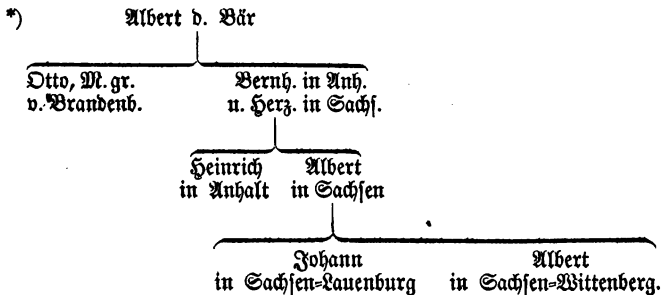 *) Albert d. Bär
Otto, M.gr. Bernh. in Anh.
v. Brandenb. u. Herz. in Sachs.
Heinrich Albert
in Anhalt in Sachsen
Johann Albert
in Sachsen-Lauenburg in Sachsen-Wittenberg.